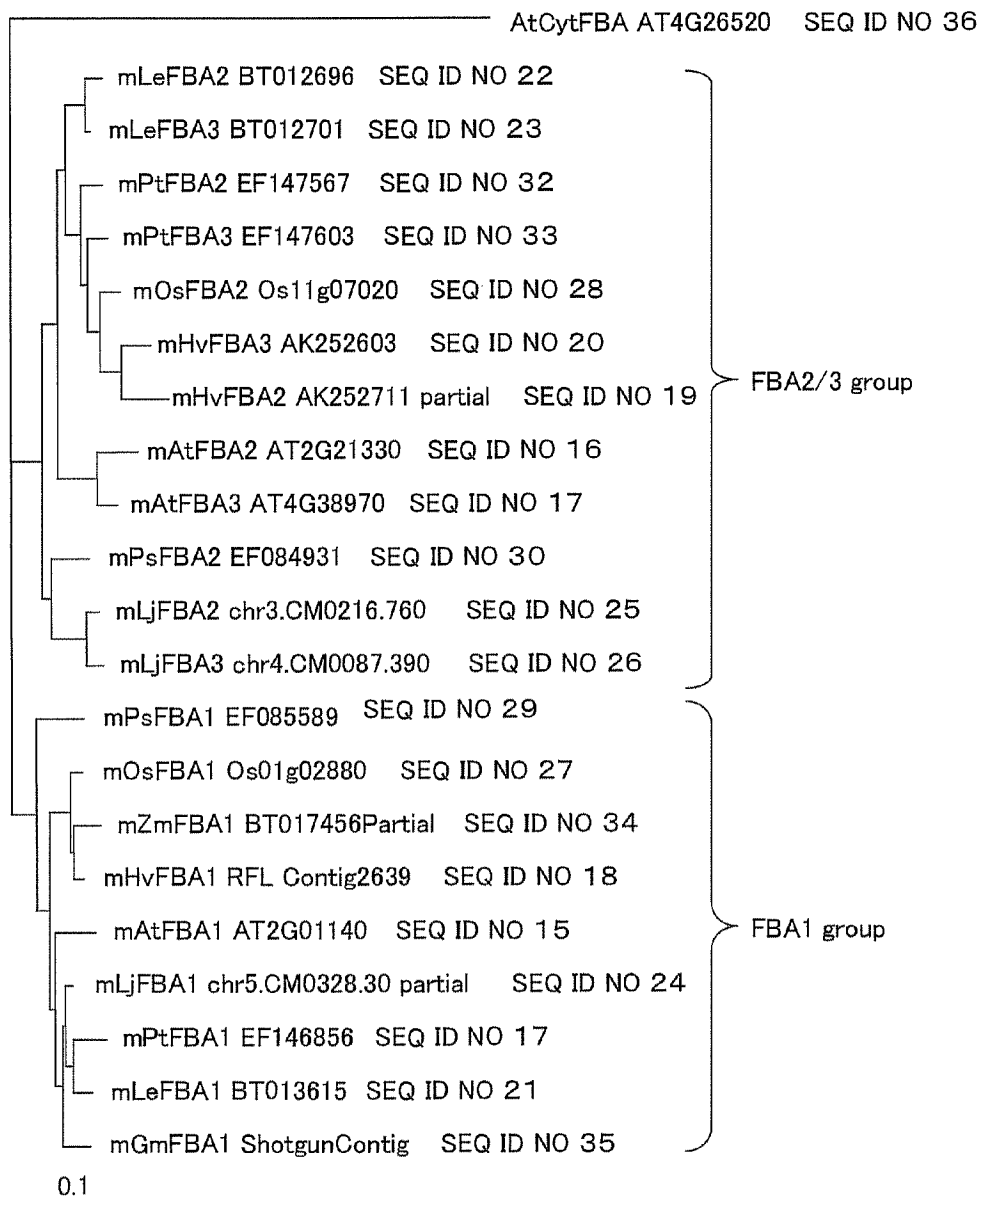 AtCytFBA AT4G26520 SEQ ID NO 36
mLeFBA2 BT012696 SEQ ID NO 22
mLeFBA3 BT012701 SEQ ID NO 23
mPtFBA2 EF147567 SEQ ID NO 32
mPtFBA3 EF147603 SEQ ID NO 33
mOsFBA2 Os11g07020 SEQ ID NO 28
mHvFBA3 AK252603 SEQ ID NO 20
FBA2/3 group
mHvFBA2 AK252711 partial SEQ ID NO 19
mAtFBA2 AT2G21330 SEQ ID NO 16
mAtFBA3 AT4G38970 SEQ ID NO 17
mPsFBA2 EF084931 SEQ ID NO 30
mLjFBA2 chr3.CM0216.760 SEQ ID NO 25
mLjFBA3 chr4.CM0087.390 SEQ ID NO 26
mPsFBA1 EF085589 SEQ ID NO 29
mOsFBA1 Os01g02880 SEQ ID NO 27
mZmFBA1 BT017456Partial SEQ ID NO 34
mHvFBA1 RFL Contig2639 SEQ ID NO 18
mAtFBA1 AT2G01140 SEQ ID NO 15
FBA1 group
mLjFBA1 chr5.CM0328.30 partial SEQ ID NO 24
mPtFBA1 EF146856 SEQ ID NO 17
mLeFBA1 BT013615 SEQ ID NO 21
mGmFBA1 ShotgunContig SEQ ID NO 35
0.1